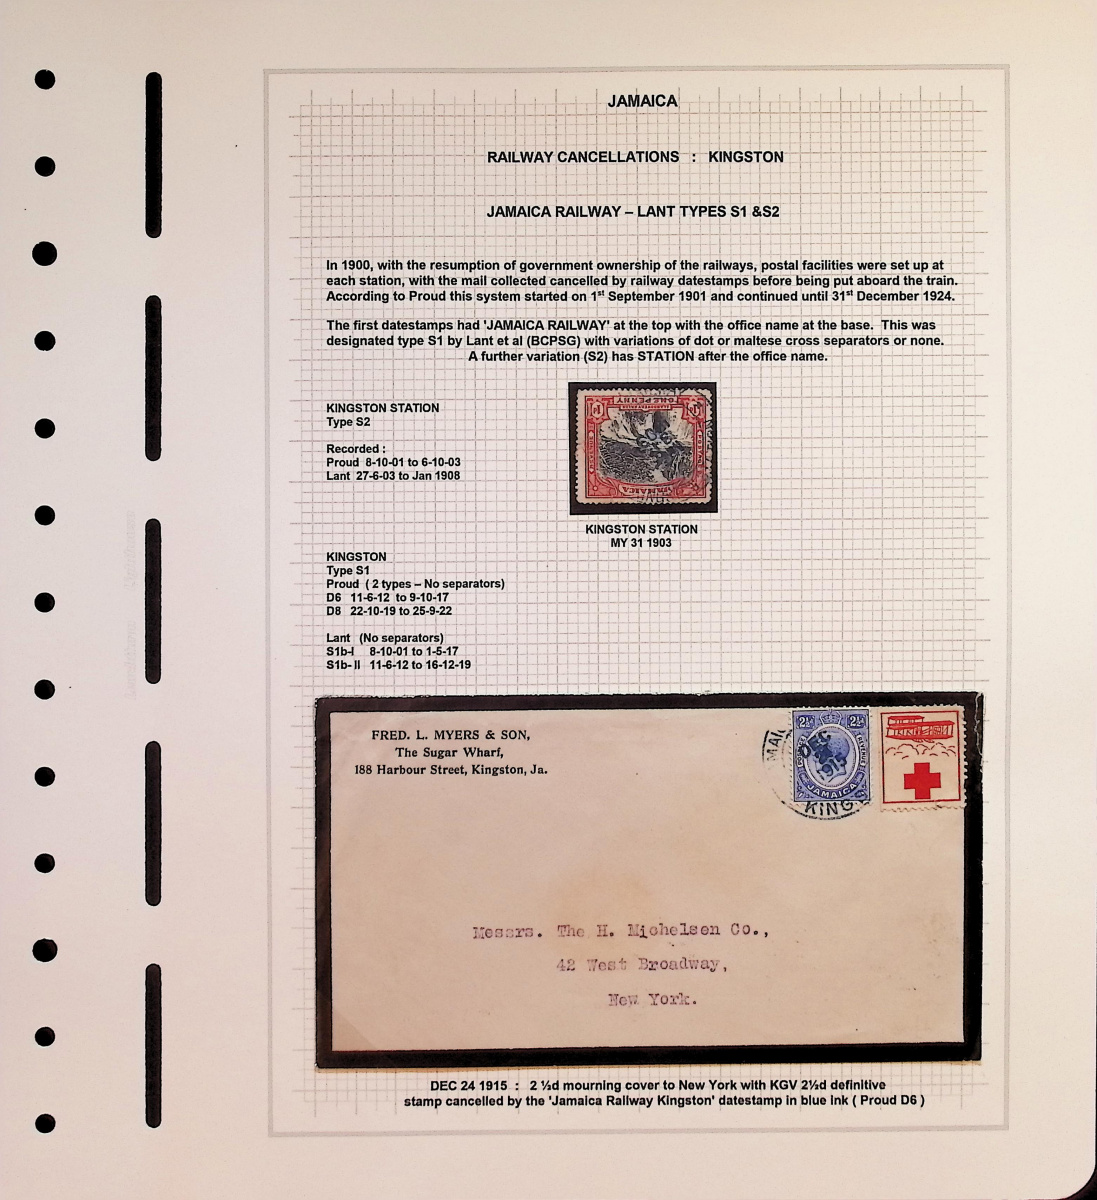 JAMAICA
RAILWAY CANCELLATIONS : KINGSTON
JAMAICA RAILWAY – LANT TYPES S1 &S2
In 1900, with the resumption of government ownership of the railways, postal facilities were set up at
each station, with the mail collected cancelled by railway datestamps before being put aboard the train.
According to Proud this system started on 1st September 1901 and continued until 31st December 1924.
The first datestamps had 'JAMAICA RAILWAY' at the top with the office name at the base. This was
designated type S1 by Lant et al (BCPSG) with variations of dot or maltese cross separators or none.
A further variation (S2) has STATION after the office name.
KINGSTON STATION
Type S2
Recorded :
Proud 8-10-01 to 6-10-03
Lant 27-6-03 to Jan 1908
ONE PENNY
JAMAICA
KINGSTON STATION
MY 31 1903
KINGSTON
Type S1
Proud ( 2 types – No separators)
D6 11-6-12 to 9-10-17
D8 22-10-19 to 25-9-22
Lant (No separators)
S1b-I 8-10-01 to 1-5-17
S1b-II 11-6-12 to 16-12-19
FRED. L. MYERS & SON,
The Sugar Wharf,
188 Harbour Street, Kingston, Ja.
2½ 2½
DEC
24
1915
JAMAICA
KING
Messrs. The H. Michelsen Co.,
42 West Broadway,
New York.
DEC 24 1915 : 2 ½d mourning cover to New York with KGV 2½d definitive
stamp cancelled by the 'Jamaica Railway Kingston' datestamp in blue ink ( Proud D6 )